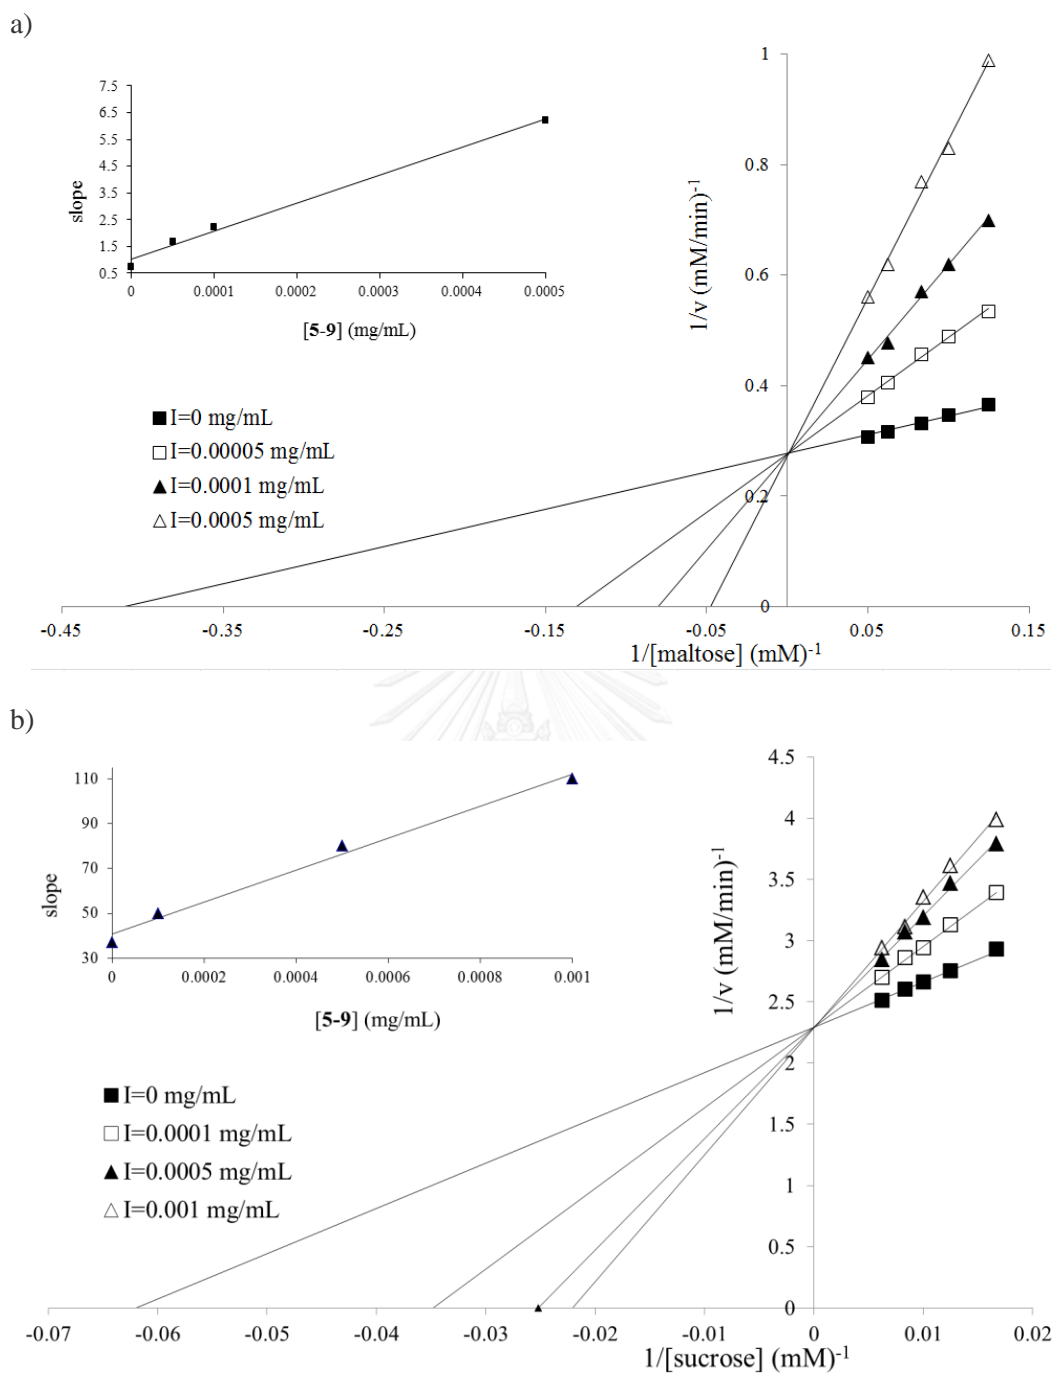 a)
7.5
6.5
5.5
4.5
3.5
2.5
1.5
0.5
slope
0 0.0001 0.0002 0.0003 0.0004 0.0005
[5-9] (mg/mL)
■ I=0 mg/mL
□ I=0.00005 mg/mL
▲ I=0.0001 mg/mL
△ I=0.0005 mg/mL
1
0.8
0.6
0.4
0.2
0
1/v (mM/min)⁻¹
-0.45 -0.35 -0.25 -0.15 -0.05 0.05 0.15
1/[maltose] (mM)⁻¹
b)
110
90
70
50
30
slope
0 0.0002 0.0004 0.0006 0.0008 0.001
[5-9] (mg/mL)
■ I=0 mg/mL
□ I=0.0001 mg/mL
▲ I=0.0005 mg/mL
△ I=0.001 mg/mL
4.5
4
3.5
3
2.5
2
1.5
1
0.5
0
1/v (mM/min)⁻¹
-0.07 -0.06 -0.05 -0.04 -0.03 -0.02 -0.01 0 0.01 0.02
1/[sucrose] (mM)⁻¹